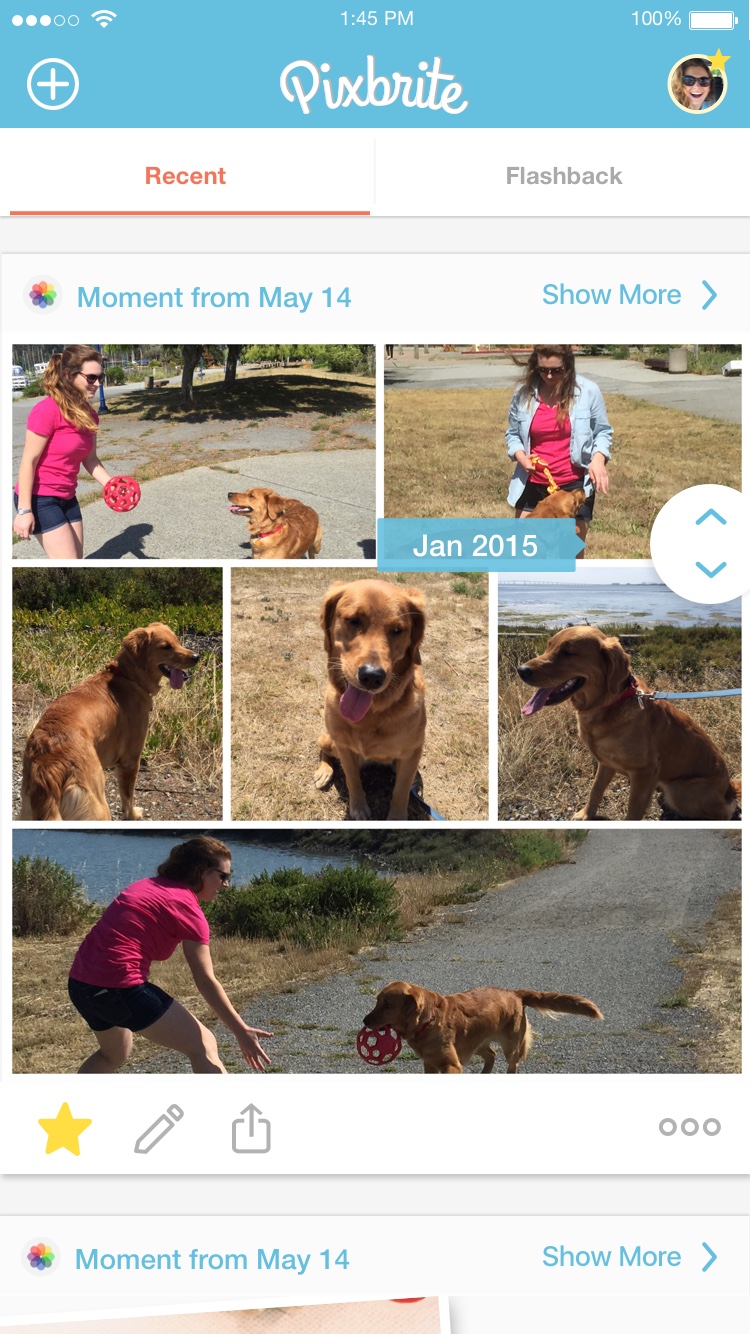 1:45 PM
100%
Pixbrite
Recent
Flashback
Moment from May 14
Show More
Jan 2015
Moment from May 14
Show More